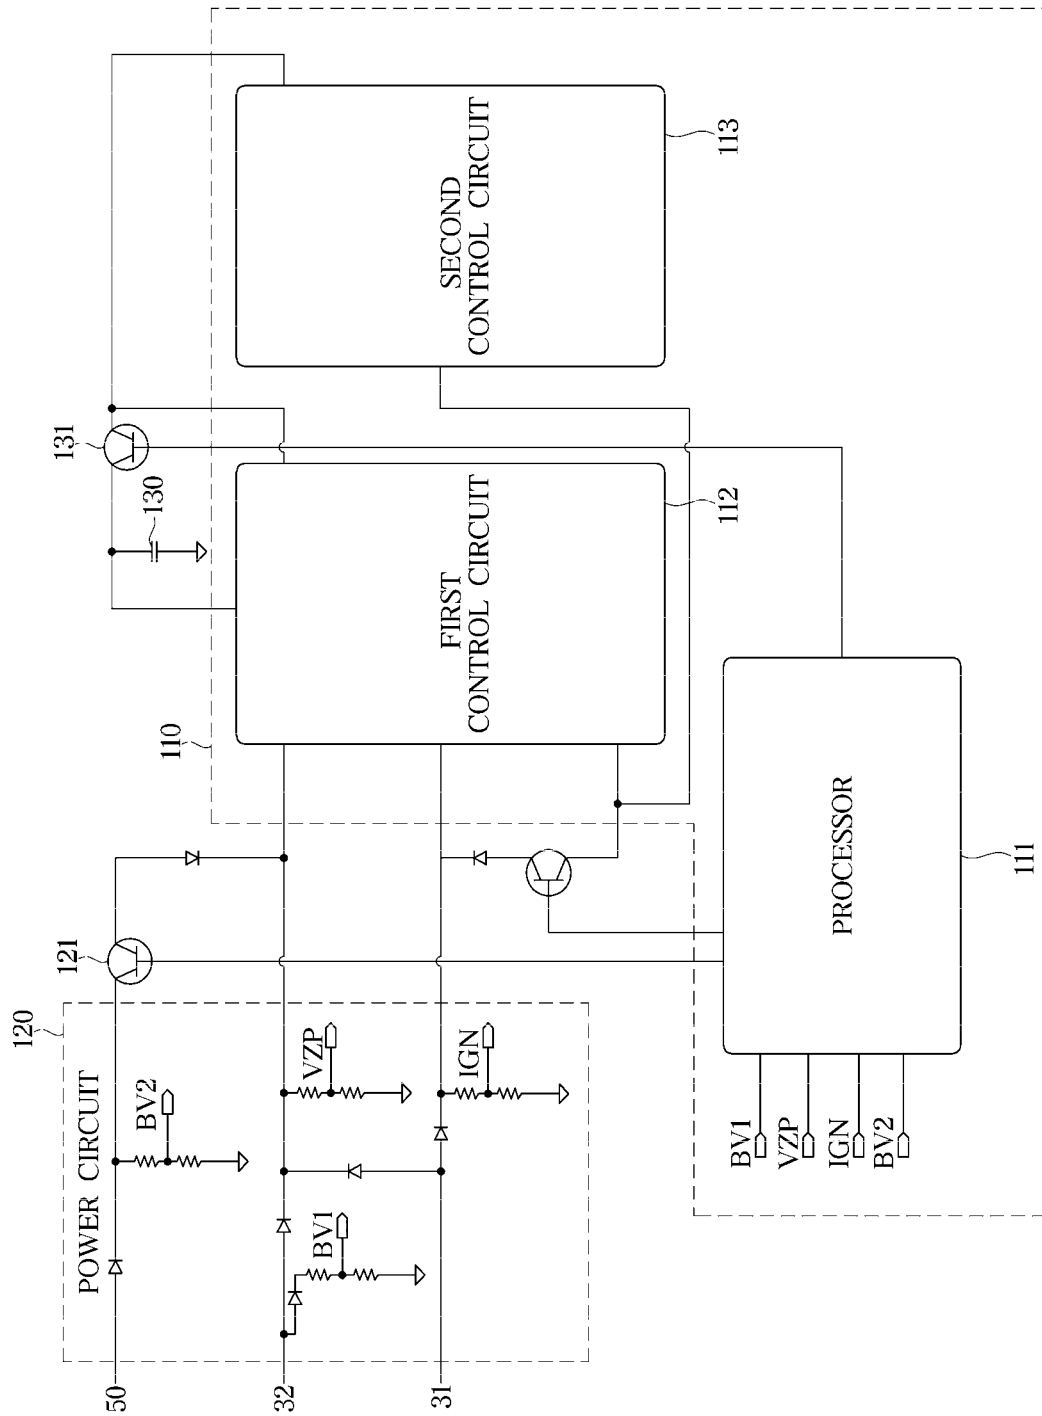 120
POWER CIRCUIT
50
32
31
BV2
BV1
VZP
IGN
121
110
130
131
FIRST
CONTROL CIRCUIT
112
SECOND
CONTROL CIRCUIT
113
BV1
VZP
IGN
BV2
PROCESSOR
111